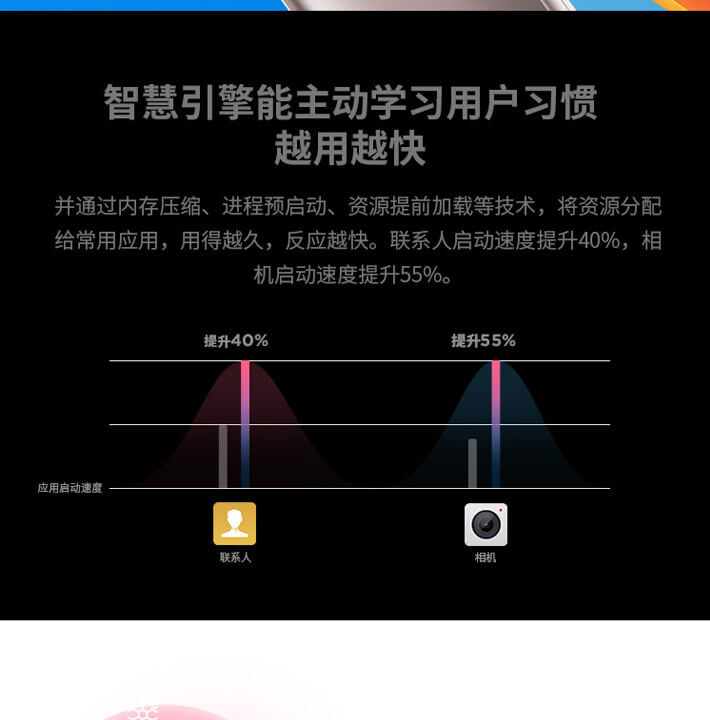 智慧引擎能主动学习用户习惯
越用越快
并通过内存压缩、进程预启动、资源提前加载等技术，将资源分配
给常用应用，用得越久，反应越快。联系人启动速度提升40%，相
机启动速度提升55%。
提升40%
提升55%
应用启动速度
联系人
相机